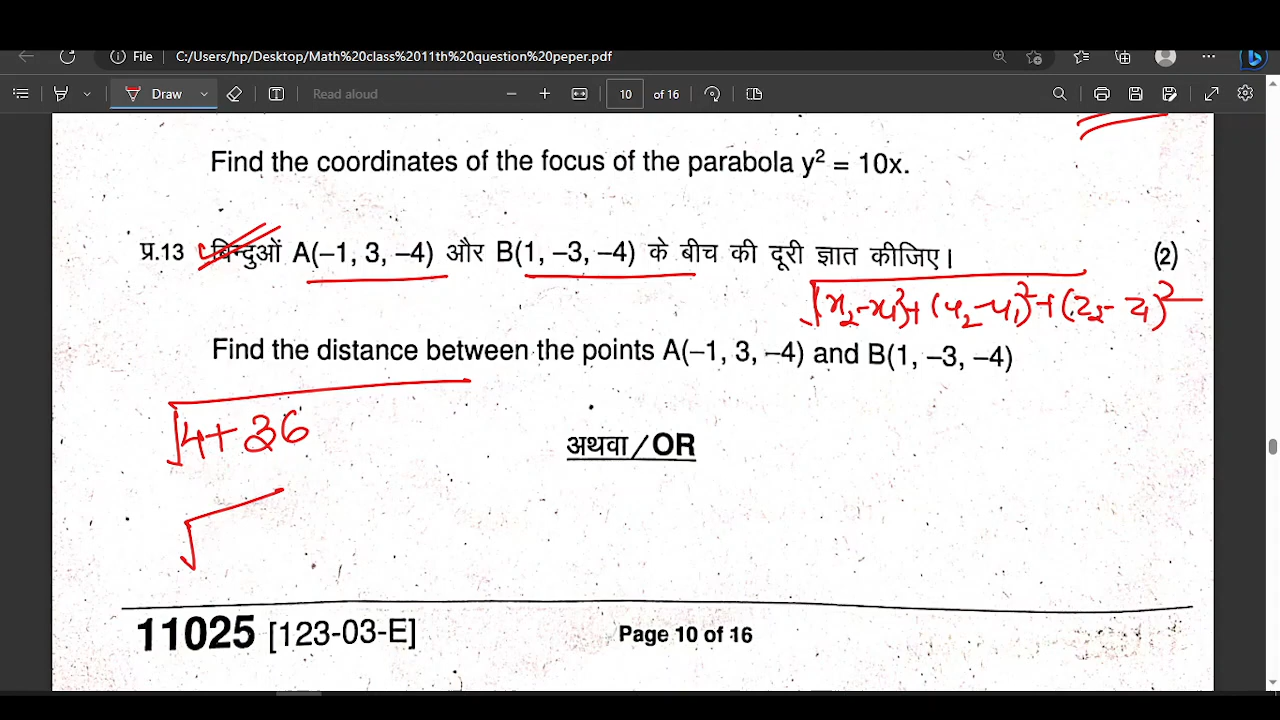 File C:/Users/hp/Desktop/Math%20class%2011th%20question%20peper.pdf
Draw Read aloud 10 of 16
Find the coordinates of the focus of the parabola y² = 10x.
प्र.13 बिन्दुओं A(–1, 3, –4) और B(1, –3, –4) के बीच की दूरी ज्ञात कीजिए। (2)
√(x₂-x₁)²+(y₂-y₁)²+(z₂-z₁)²
Find the distance between the points A(–1, 3, –4) and B(1, –3, –4)
√4+36
अथवा/OR
√
11025 [123-03-E] Page 10 of 16